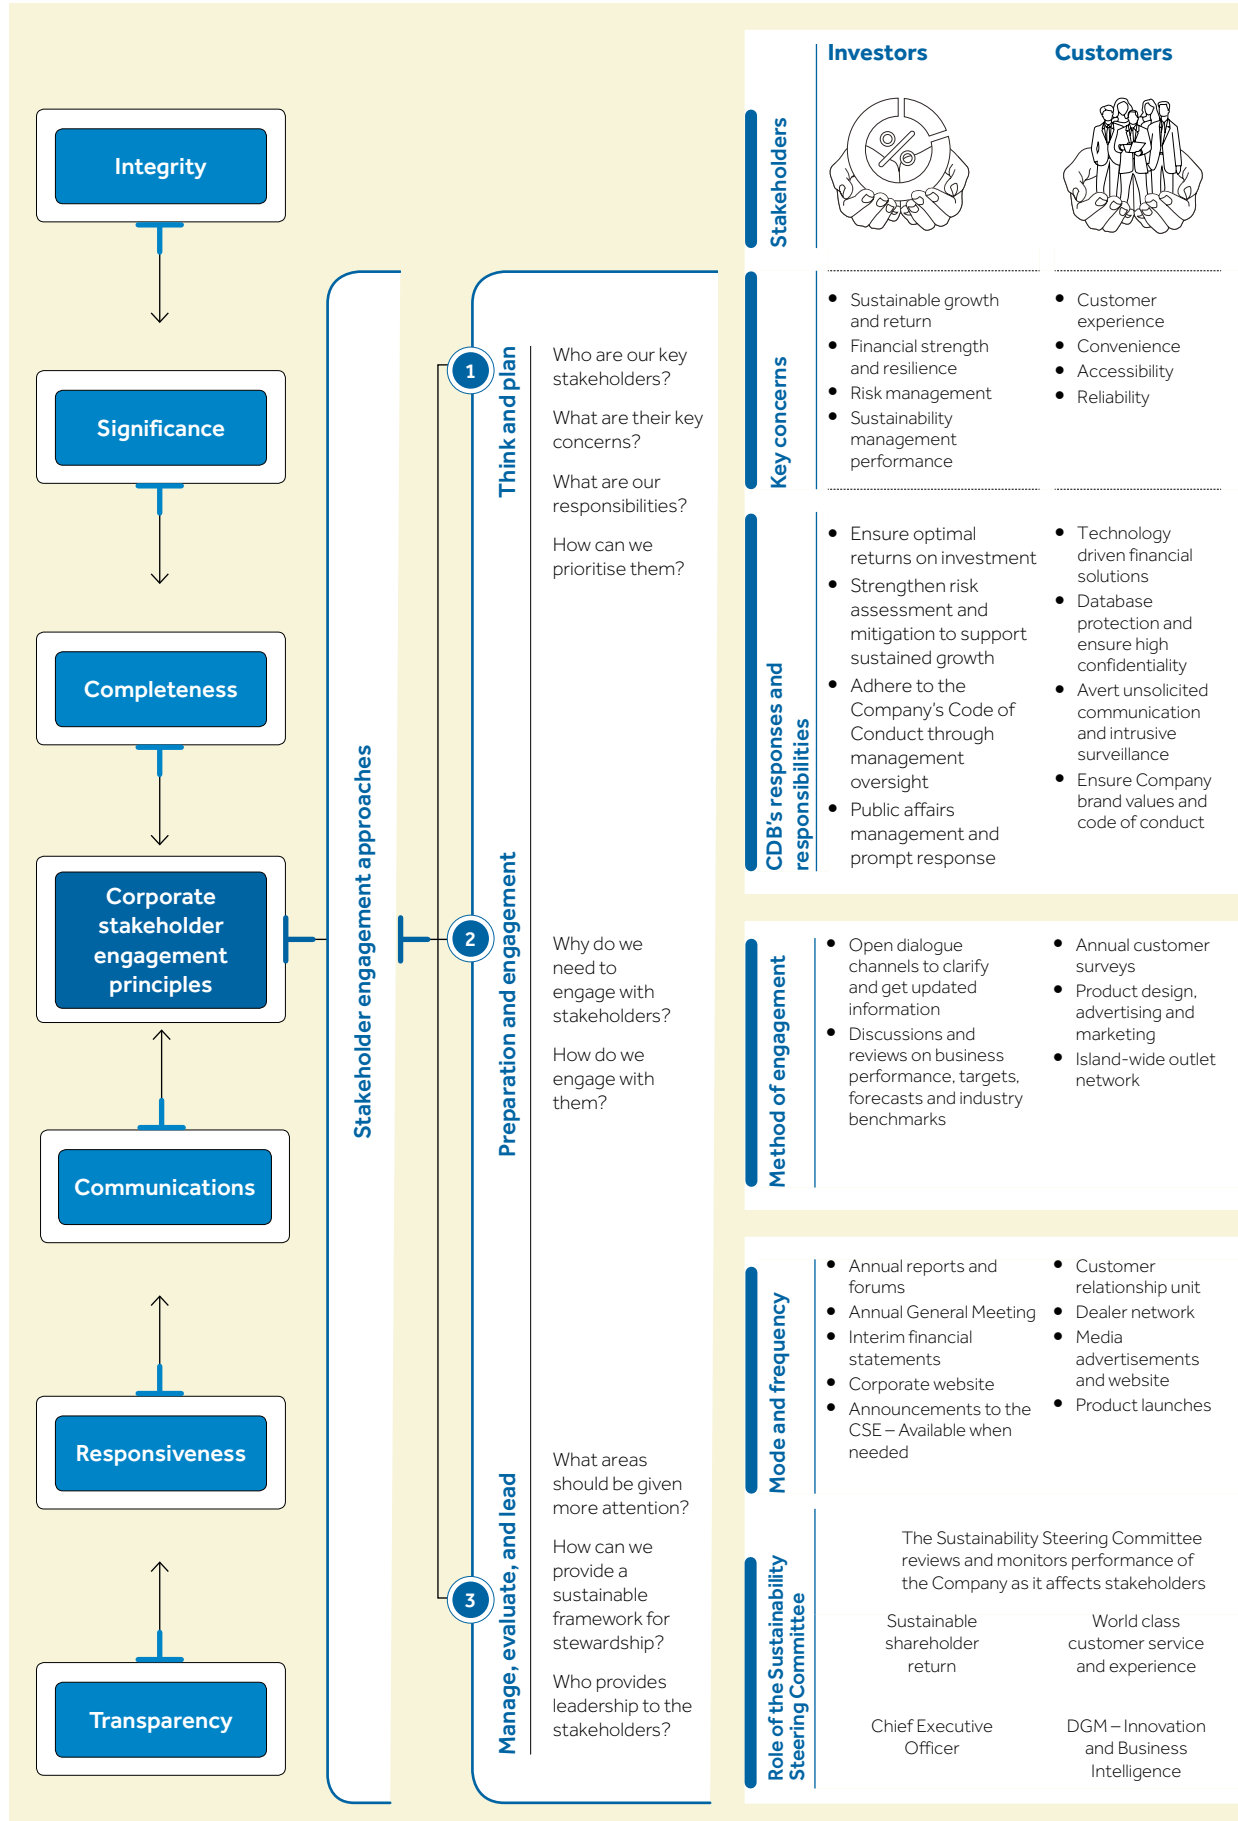 Integrity
Significance
Completeness
Corporate
stakeholder
engagement
principles
Communications
Responsiveness
Transparency
Stakeholder engagement approaches
1
Think and plan
Who are our key
stakeholders?
What are their key
concerns?
What are our
responsibilities?
How can we
prioritise them?
2
Preparation and engagement
Why do we
need to
engage with
stakeholders?
How do we
engage with
them?
3
Manage, evaluate, and lead
What areas
should be given
more attention?
How can we
provide a
sustainable
framework for
stewardship?
Who provides
leadership to the
stakeholders?
Stakeholders
Investors
Customers
Key concerns
• Sustainable growth
and return
• Financial strength
and resilience
• Risk management
• Sustainability
management
performance
• Customer
experience
• Convenience
• Accessibility
• Reliability
CDB's responses and
responsibilities
• Ensure optimal
returns on investment
• Strengthen risk
assessment and
mitigation to support
sustained growth
• Adhere to the
Company's Code of
Conduct through
management
oversight
• Public affairs
management and
prompt response
• Technology
driven financial
solutions
• Database
protection and
ensure high
confidentiality
• Avert unsolicited
communication
and intrusive
surveillance
• Ensure Company
brand values and
code of conduct
Method of engagement
• Open dialogue
channels to clarify
and get updated
information
• Discussions and
reviews on business
performance, targets,
forecasts and industry
benchmarks
• Annual customer
surveys
• Product design,
advertising and
marketing
• Island-wide outlet
network
Mode and frequency
• Annual reports and
forums
• Annual General Meeting
• Interim financial
statements
• Corporate website
• Announcements to the
CSE – Available when
needed
• Customer
relationship unit
• Dealer network
• Media
advertisements
and website
• Product launches
Role of the Sustainability
Steering Committee
The Sustainability Steering Committee
reviews and monitors performance of
the Company as it affects stakeholders
Sustainable
shareholder
return
World class
customer service
and experience
Chief Executive
Officer
DGM – Innovation
and Business
Intelligence